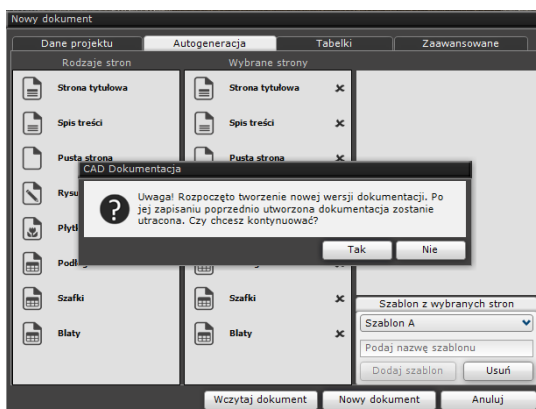 Nowy dokument
Dane projektu Autogeneracja Tabelki Zaawansowane
Rodzaje stron Wybrane strony
Strona tytułowa Strona tytułowa
Spis treści Spis treści
Pusta strona Pusta strona
CAD Dokumentacja
Uwaga! Rozpoczęto tworzenie nowej wersji dokumentacji. Po
jej zapisaniu poprzednio utworzona dokumentacja zostanie
utracona. Czy chcesz kontynuować?
Tak Nie
Szafki Szafki
Szablon z wybranych stron
Szablon A
Blaty Blaty
Podaj nazwę szablonu
Dodaj szablon Usuń
Wczytaj dokument Nowy dokument Anuluj